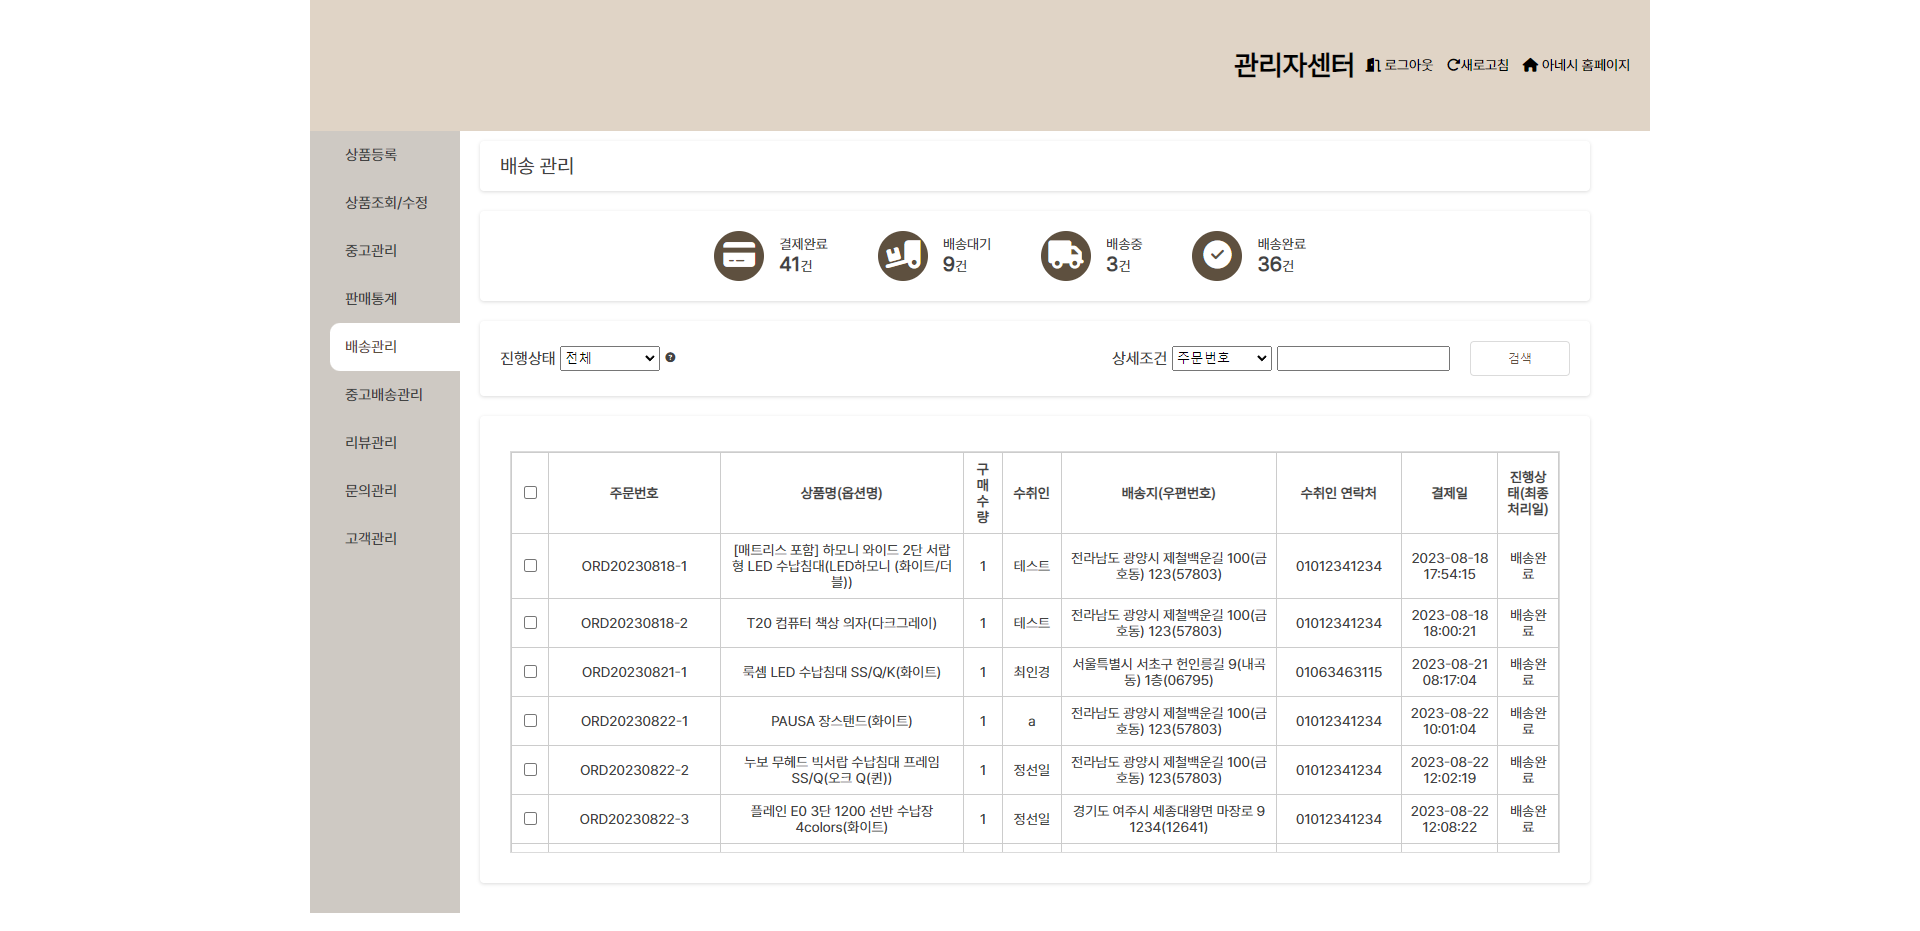 관리자센터 로그아웃 새로고침 아네시 홈페이지
상품등록
상품조회/수정
중고관리
판매통계
배송관리
중고배송관리
리뷰관리
문의관리
고객관리
배송 관리
결제완료
41건
배송대기
9건
배송중
3건
배송완료
36건
진행상태 전체 ?
상세조건 주문번호 검색
주문번호
상품명(옵션명)
구
매
수
량
수취인
배송지(우편번호)
수취인 연락처
결제일
진행상
태(최종
처리일)
ORD20230818-1
[매트리스 포함] 하모니 와이드 2단 서랍
형 LED 수납침대(LED하모니 (화이트/더
블))
1
테스트
전라남도 광양시 제철백운길 100(금
호동) 123(57803)
01012341234
2023-08-18
17:54:15
배송완
료
ORD20230818-2
T20 컴퓨터 책상 의자(다크그레이)
1
테스트
전라남도 광양시 제철백운길 100(금
호동) 123(57803)
01012341234
2023-08-18
18:00:21
배송완
료
ORD20230821-1
룩셈 LED 수납침대 SS/Q/K(화이트)
1
최인경
서울특별시 서초구 헌인릉길 9(내곡
동) 1층(06795)
01063463115
2023-08-21
08:17:04
배송완
료
ORD20230822-1
PAUSA 장스탠드(화이트)
1
a
전라남도 광양시 제철백운길 100(금
호동) 123(57803)
01012341234
2023-08-22
10:01:04
배송완
료
ORD20230822-2
누보 무헤드 빅서랍 수납침대 프레임
SS/Q(오크 Q(퀸))
1
정선일
전라남도 광양시 제철백운길 100(금
호동) 123(57803)
01012341234
2023-08-22
12:02:19
배송완
료
ORD20230822-3
플레인 E0 3단 1200 선반 수납장
4colors(화이트)
1
정선일
경기도 여주시 세종대왕면 마장로 9
1234(12641)
01012341234
2023-08-22
12:08:22
배송완
료